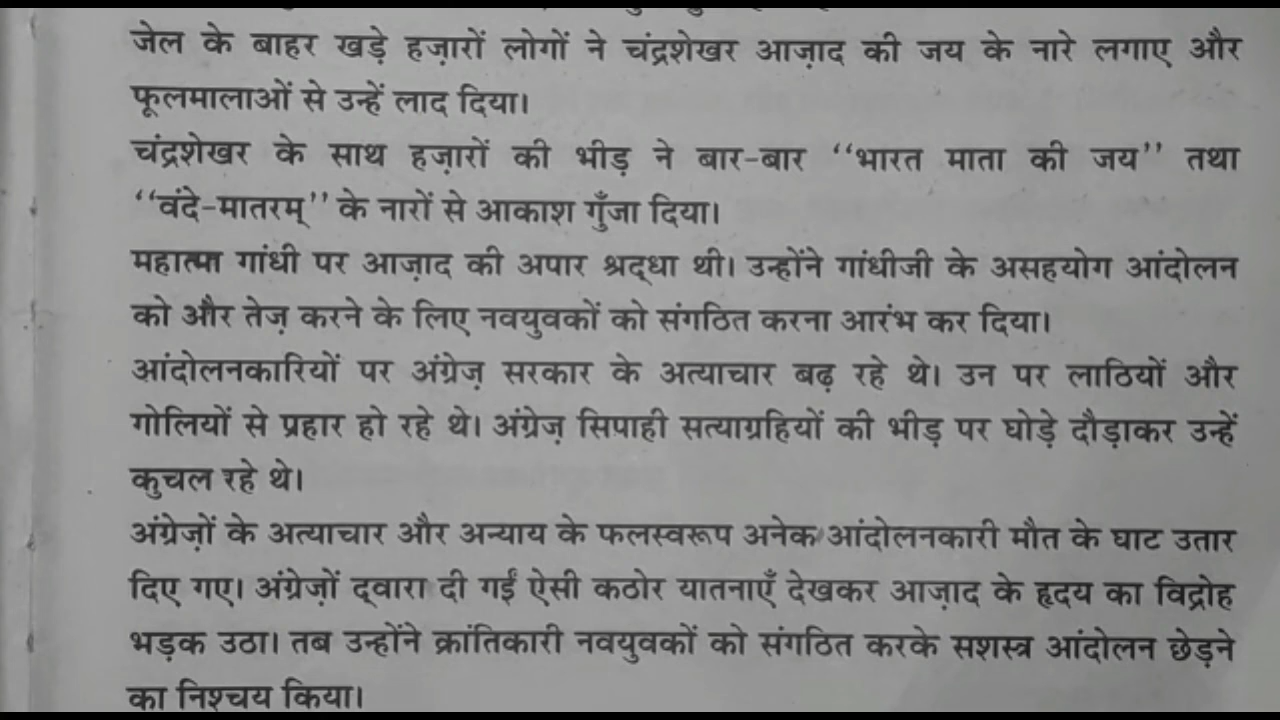 जेल के बाहर खड़े हज़ारों लोगों ने चंद्रशेखर आज़ाद की जय के नारे लगाए और
फूलमालाओं से उन्हें लाद दिया।
चंद्रशेखर के साथ हज़ारों की भीड़ ने बार-बार ‘‘भारत माता की जय’’ तथा
‘‘वंदे-मातरम्’’ के नारों से आकाश गुँजा दिया।
महात्मा गांधी पर आज़ाद की अपार श्रद्‌धा थी। उन्होंने गांधीजी के असहयोग आंदोलन
को और तेज़ करने के लिए नवयुवकों को संगठित करना आरंभ कर दिया।
आंदोलनकारियों पर अंग्रेज़ सरकार के अत्याचार बढ़ रहे थे। उन पर लाठियों और
गोलियों से प्रहार हो रहे थे। अंग्रेज़ सिपाही सत्याग्रहियों की भीड़ पर घोड़े दौड़ाकर उन्हें
कुचल रहे थे।
अंग्रेज़ों के अत्याचार और अन्याय के फलस्वरूप अनेक आंदोलनकारी मौत के घाट उतार
दिए गए। अंग्रेज़ों द्‌वारा दी गईं ऐसी कठोर यातनाएँ देखकर आज़ाद के हृदय का विद्रोह
भड़क उठा। तब उन्होंने क्रांतिकारी नवयुवकों को संगठित करके सशस्त्र आंदोलन छेड़ने
का निश्चय किया।